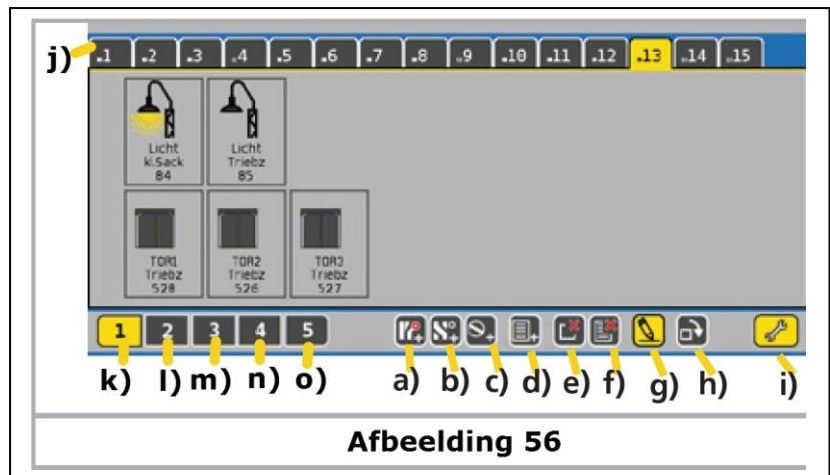 j) .1 .2 .3 .4 .5 .6 .7 .8 .9 .10 .11 .12 .13 .14 .15
Licht Licht
kl.Sack Triebz
84 85
TOR1 TOR2 TOR3
Triebz Triebz Triebz
528 526 527
1 2 3 4 5
k) l) m) n) o) a) b) c) d) e) f) g) h) i)
Afbeelding 56